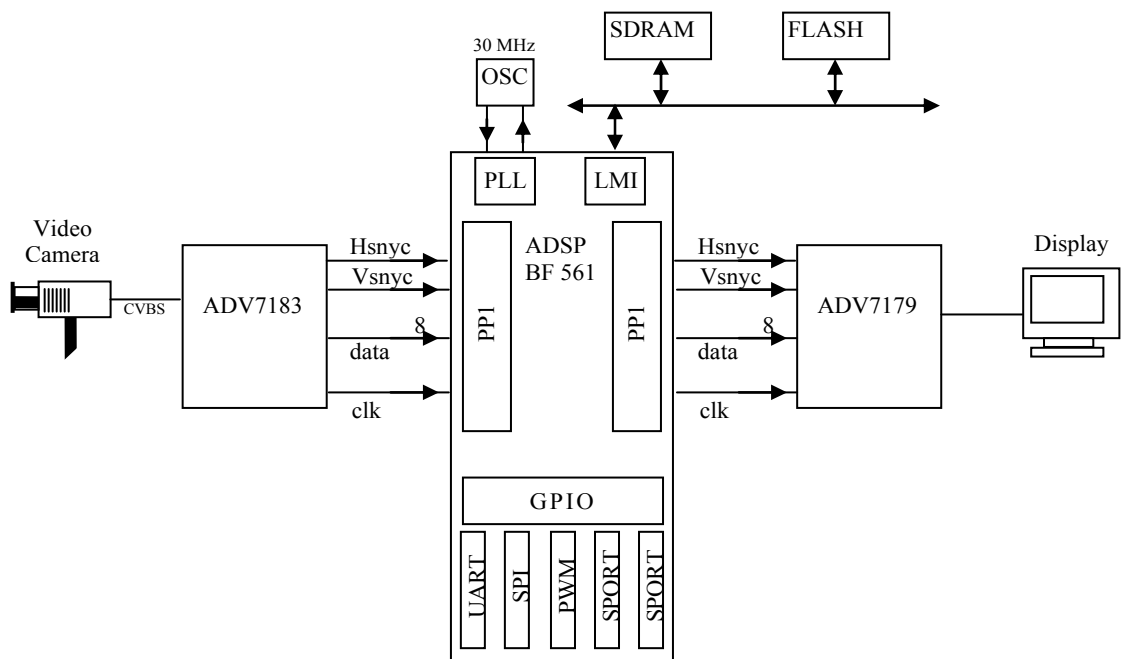 SDRAM
FLASH
30 MHz
OSC
PLL
LMI
Video
Camera
CVBS
ADV7183
Hsnyc
Vsnyc
8
data
clk
PP1
ADSP
BF 561
PP1
Hsnyc
Vsnyc
8
data
clk
ADV7179
Display
GPIO
UART
SPI
PWM
SPORT
SPORT